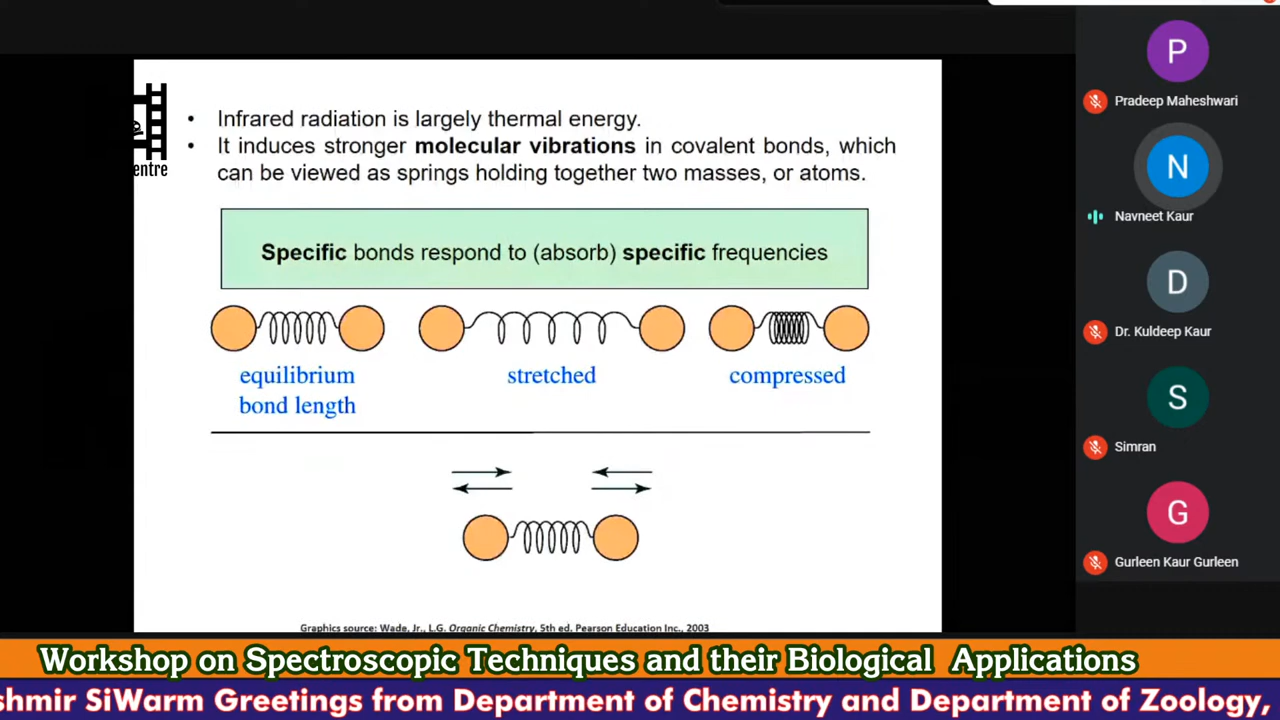 P
Pradeep Maheshwari
• Infrared radiation is largely thermal energy.
• It induces stronger molecular vibrations in covalent bonds, which
can be viewed as springs holding together two masses, or atoms.
entre
Specific bonds respond to (absorb) specific frequencies
N
Navneet Kaur
D
Dr. Kuldeep Kaur
equilibrium
bond length
stretched
compressed
S
Simran
G
Gurleen Kaur Gurleen
Graphics source: Wade, Jr., L.G. Organic Chemistry, 5th ed. Pearson Education Inc., 2003
Workshop on Spectroscopic Techniques and their Biological Applications
shmir SiWarm Greetings from Department of Chemistry and Department of Zoology,